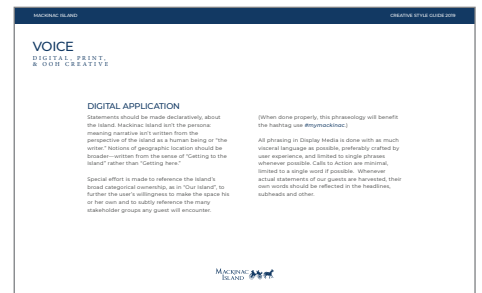 MACKINAC ISLAND
CREATIVE STYLE GUIDE 2019
VOICE
DIGITAL, PRINT,
& OOH CREATIVE
DIGITAL APPLICATION
Statements should be made declaratively, about
the island. Mackinac Island isn't the persona:
meaning narrative isn't written from the
perspective of the island as a human being or "the
writer." Notions of geographic location should be
broader—written from the sense of "Getting to the
Island" rather than "Getting here."
Special effort is made to reference the Island's
broad categorical ownership, as in "Our Island", to
further the user's willingness to make the space his
or her own and to subtly reference the many
stakeholder groups any guest will encounter.
(When done properly, this phraseology will benefit
the hashtag use #mymackinac.)
All phrasing in Display Media is done with as much
visceral language as possible, preferably crafted by
user experience, and limited to single phrases
whenever possible. Calls to Action are minimal,
limited to a single word if possible. Whenever
actual statements of our guests are harvested, their
own words should be reflected in the headlines,
subheads and other.
MACKINAC
ISLAND